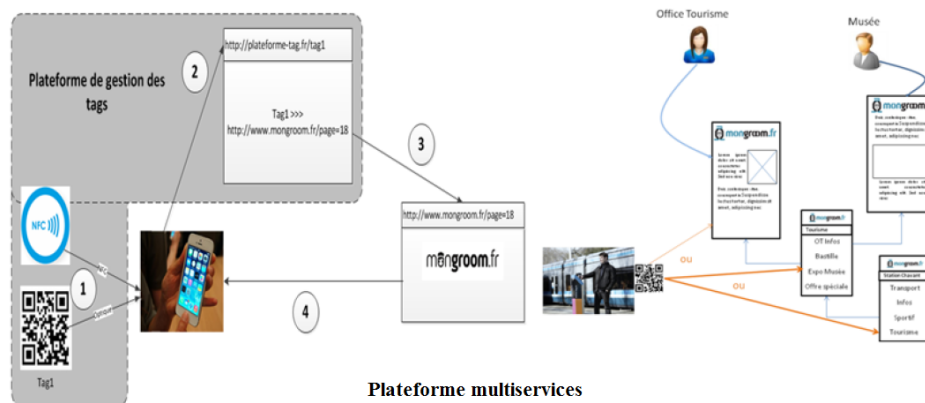 Plateforme de gestion des
tags
2
http://plateforme-tag.fr/tag1
Tag1 >>>
http://www.mongroom.fr/page=18
3
NFC
1
NFC
Optique
Tag1
http://www.mongroom.fr/page=18
mongroom.fr
4
Office Tourisme
Musée
mongroom.fr
mongroom.fr
ou
ou
mongroom.fr
Tourisme
OT Infos
Bastille
Expo Musée
Offre spéciale
mongroom.fr
Station Chavant
Transport
Infos
Sportif
Tourisme
Plateforme multiservices